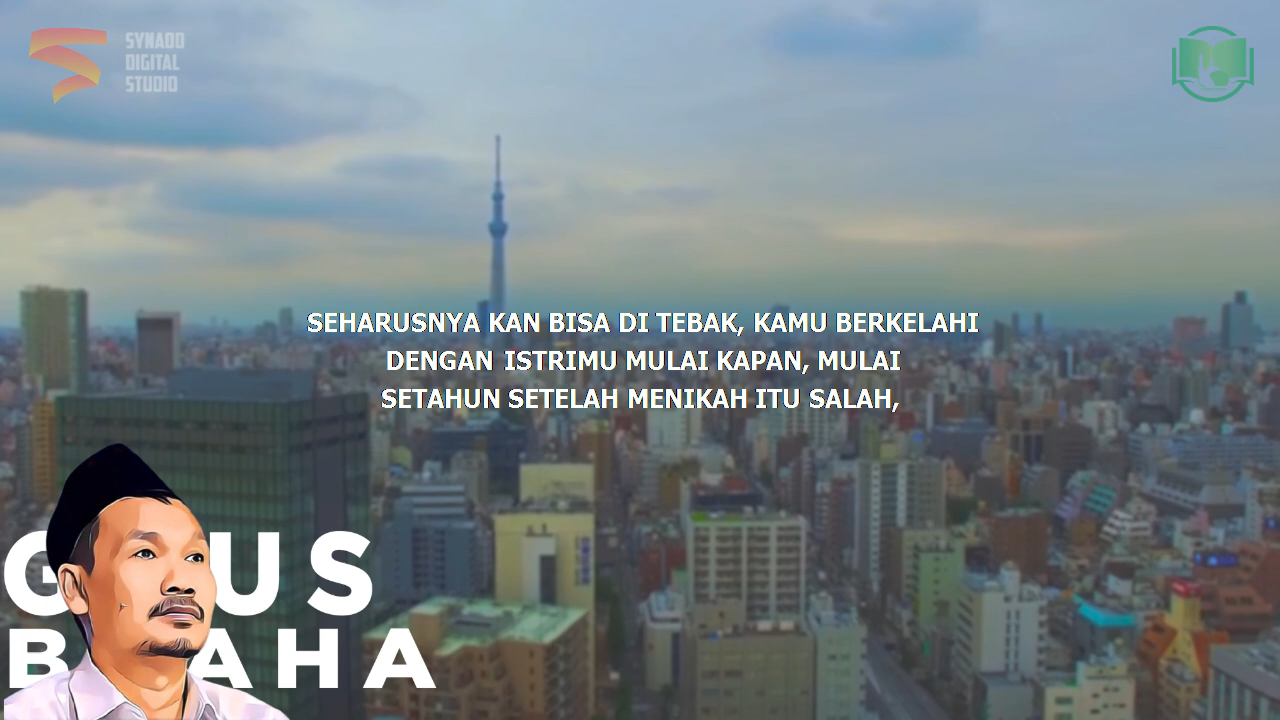 SYNADO
DIGITAL
STUDIO
SEHARUSNYA KAN BISA DI TEBAK, KAMU BERKELAHI
DENGAN ISTRIMU MULAI KAPAN, MULAI
SETAHUN SETELAH MENIKAH ITU SALAH,
GUS
BAHA